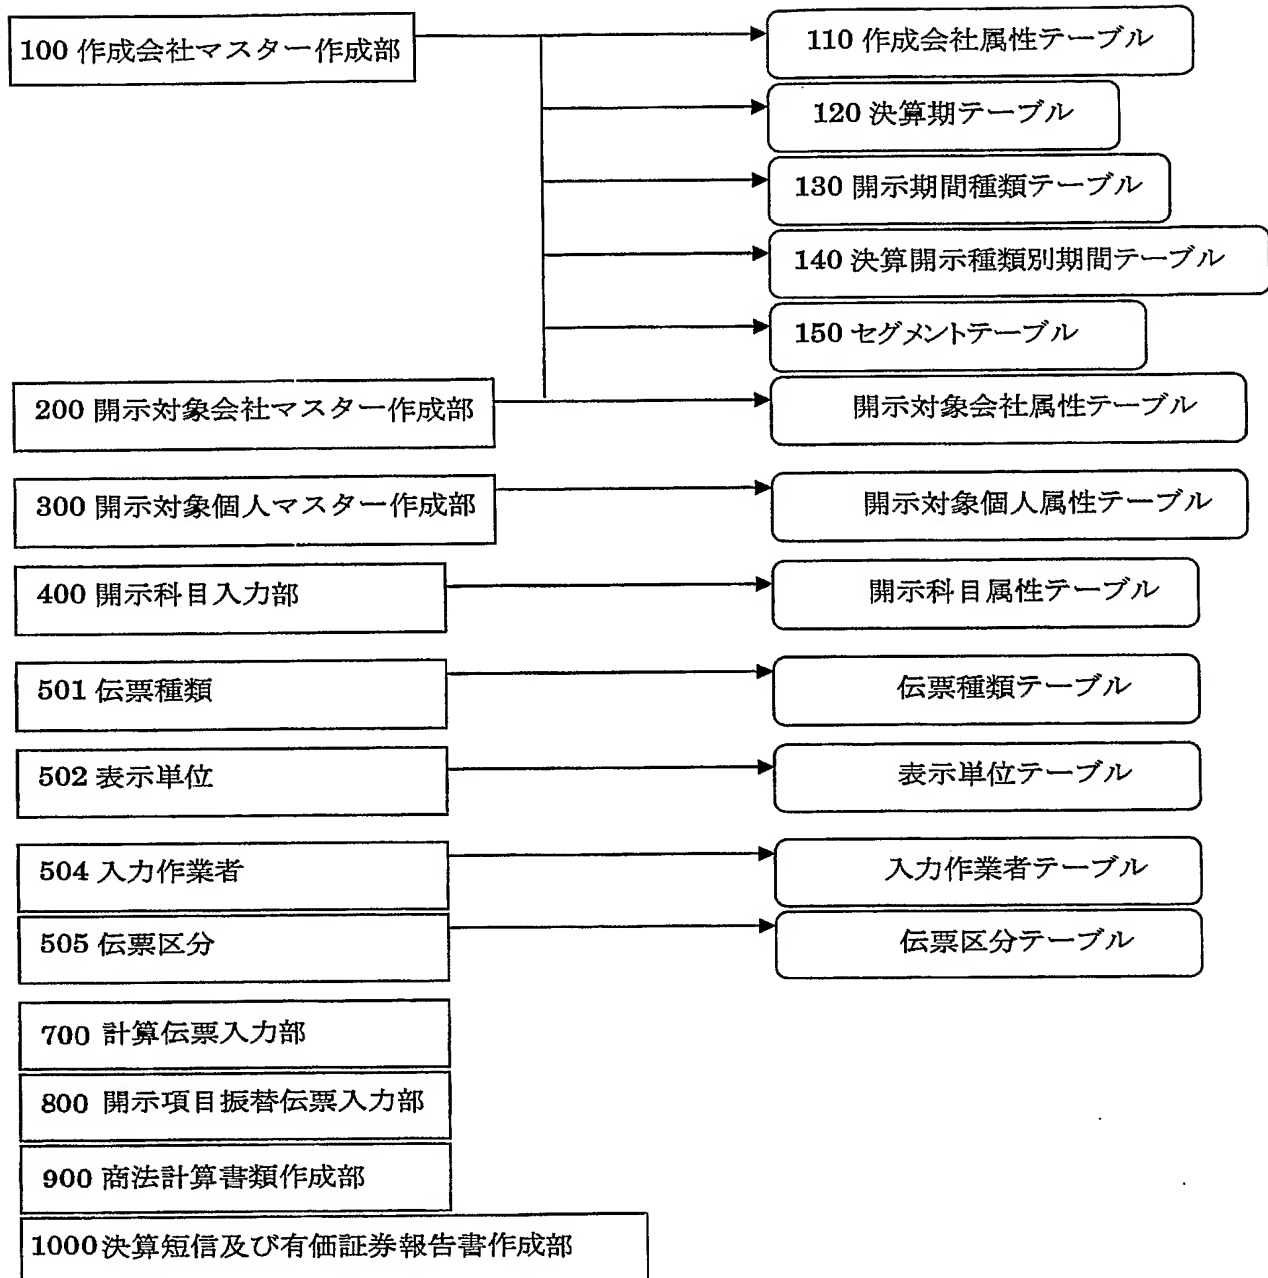 100 作成会社マスター作成部
110 作成会社属性テーブル
120 決算期テーブル
130 開示期間種類テーブル
140 決算開示種類別期間テーブル
150 セグメントテーブル
200 開示対象会社マスター作成部
開示対象会社属性テーブル
300 開示対象個人マスター作成部
開示対象個人属性テーブル
400 開示科目入力部
開示科目属性テーブル
501 伝票種類
伝票種類テーブル
502 表示単位
表示単位テーブル
504 入力作業者
入力作業者テーブル
505 伝票区分
伝票区分テーブル
700 計算伝票入力部
800 開示項目振替伝票入力部
900 商法計算書類作成部
1000 決算短信及び有価証券報告書作成部